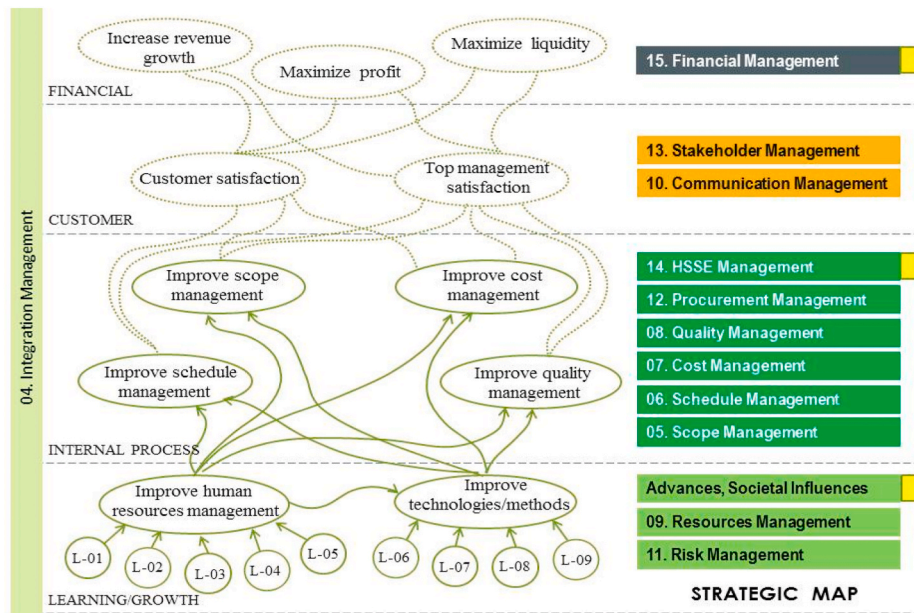 04. Integration Management
Increase revenue
growth
Maximize profit
Maximize liquidity
FINANCIAL
15. Financial Management
Customer satisfaction
Top management
satisfaction
CUSTOMER
13. Stakeholder Management
10. Communication Management
Improve scope
management
Improve cost
management
Improve schedule
management
Improve quality
management
INTERNAL PROCESS
14. HSSE Management
12. Procurement Management
08. Quality Management
07. Cost Management
06. Schedule Management
05. Scope Management
Improve human
resources management
Improve
technologies/methods
L-01
L-02
L-03
L-04
L-05
L-06
L-07
L-08
L-09
LEARNING/GROWTH
Advances, Societal Influences
09. Resources Management
11. Risk Management
STRATEGIC MAP